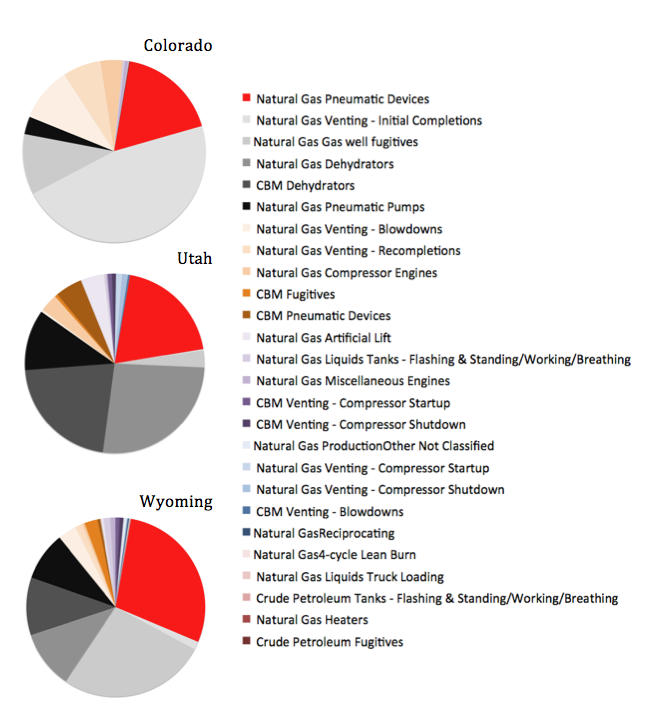 Colorado
Utah
Wyoming
Natural Gas Pneumatic Devices
Natural Gas Venting - Initial Completions
Natural Gas Gas well fugitives
Natural Gas Dehydrators
CBM Dehydrators
Natural Gas Pneumatic Pumps
Natural Gas Venting - Blowdowns
Natural Gas Venting - Recompletions
Natural Gas Compressor Engines
CBM Fugitives
CBM Pneumatic Devices
Natural Gas Artificial Lift
Natural Gas Liquids Tanks - Flashing & Standing/Working/Breathing
Natural Gas Miscellaneous Engines
CBM Venting - Compressor Startup
CBM Venting - Compressor Shutdown
Natural Gas ProductionOther Not Classified
Natural Gas Venting - Compressor Startup
Natural Gas Venting - Compressor Shutdown
CBM Venting - Blowdowns
Natural GasReciprocating
Natural Gas4-cycle Lean Burn
Natural Gas Liquids Truck Loading
Crude Petroleum Tanks - Flashing & Standing/Working/Breathing
Natural Gas Heaters
Crude Petroleum Fugitives